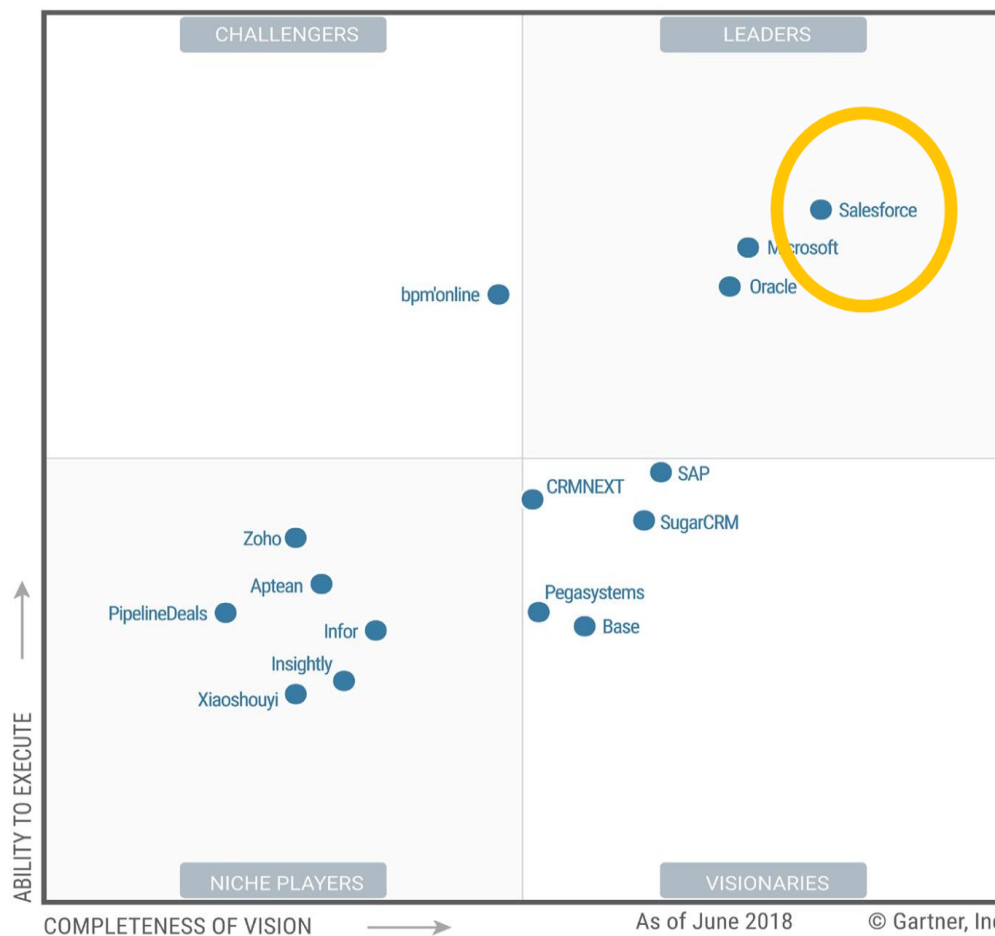 CHALLENGERS
LEADERS
Salesforce
Microsoft
Oracle
bpm'online
SAP
CRMNEXT
SugarCRM
Zoho
Aptean
Pegasystems
PipelineDeals
Base
Infor
Insightly
Xiaoshouyi
ABILITY TO EXECUTE
NICHE PLAYERS
VISIONARIES
COMPLETENESS OF VISION
As of June 2018
© Gartner, Inc